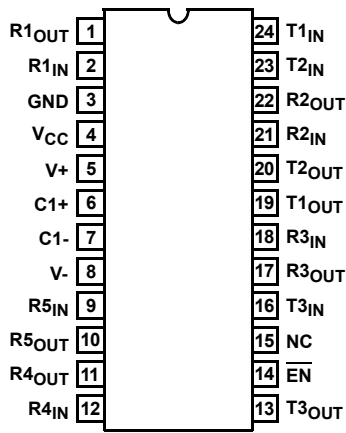 R1OUT 1 24 T1IN
R1IN 2 23 T2IN
GND 3 22 R2OUT
VCC 4 21 R2IN
V+ 5 20 T2OUT
C1+ 6 19 T1OUT
C1- 7 18 R3IN
V- 8 17 R3OUT
R5IN 9 16 T3IN
R5OUT 10 15 NC
R4OUT 11 14 E̅N̅
R4IN 12 13 T3OUT